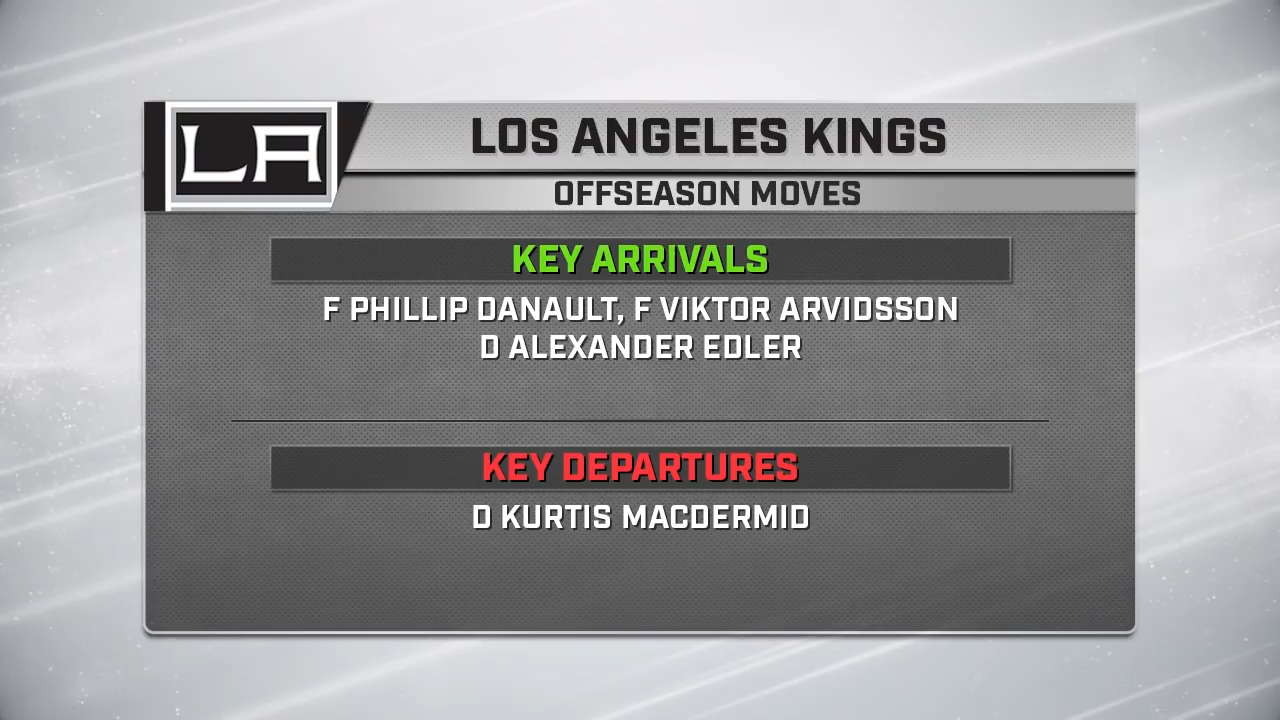 LA
LOS ANGELES KINGS
OFFSEASON MOVES
KEY ARRIVALS
F PHILLIP DANAULT, F VIKTOR ARVIDSSON
D ALEXANDER EDLER
KEY DEPARTURES
D KURTIS MACDERMID